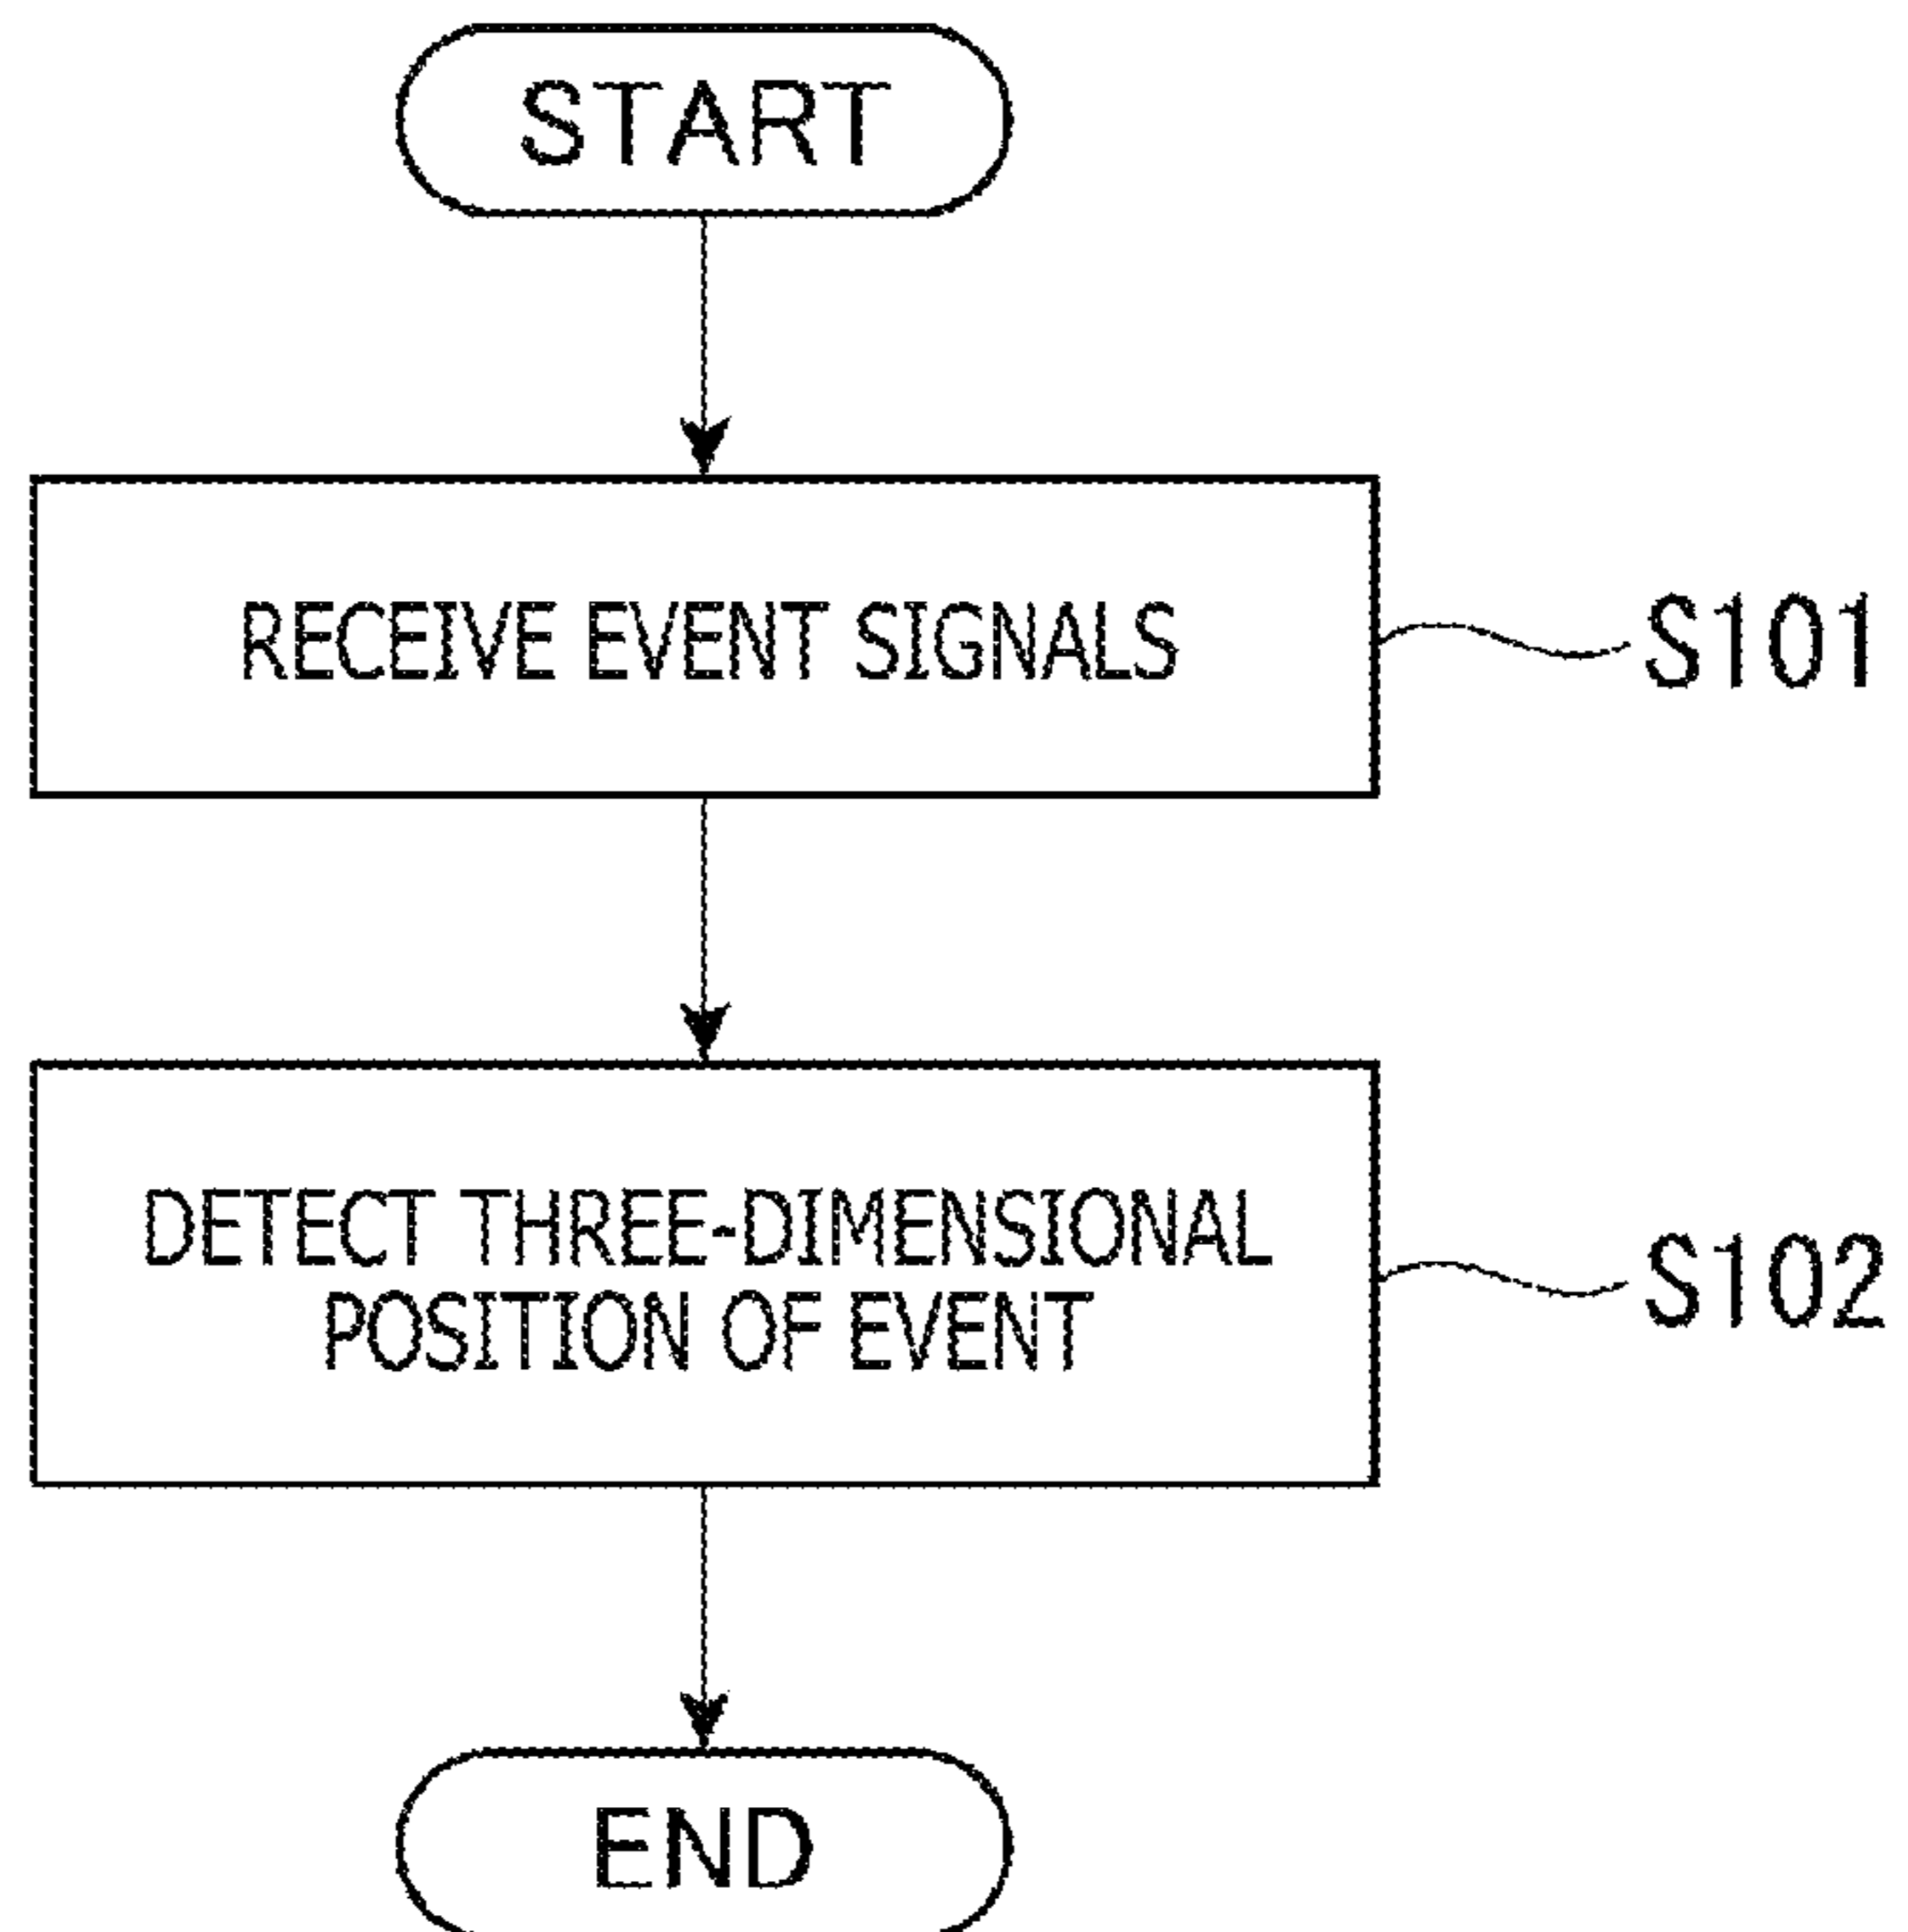 START
RECEIVE EVENT SIGNALS
S101
DETECT THREE-DIMENSIONAL
POSITION OF EVENT
S102
END